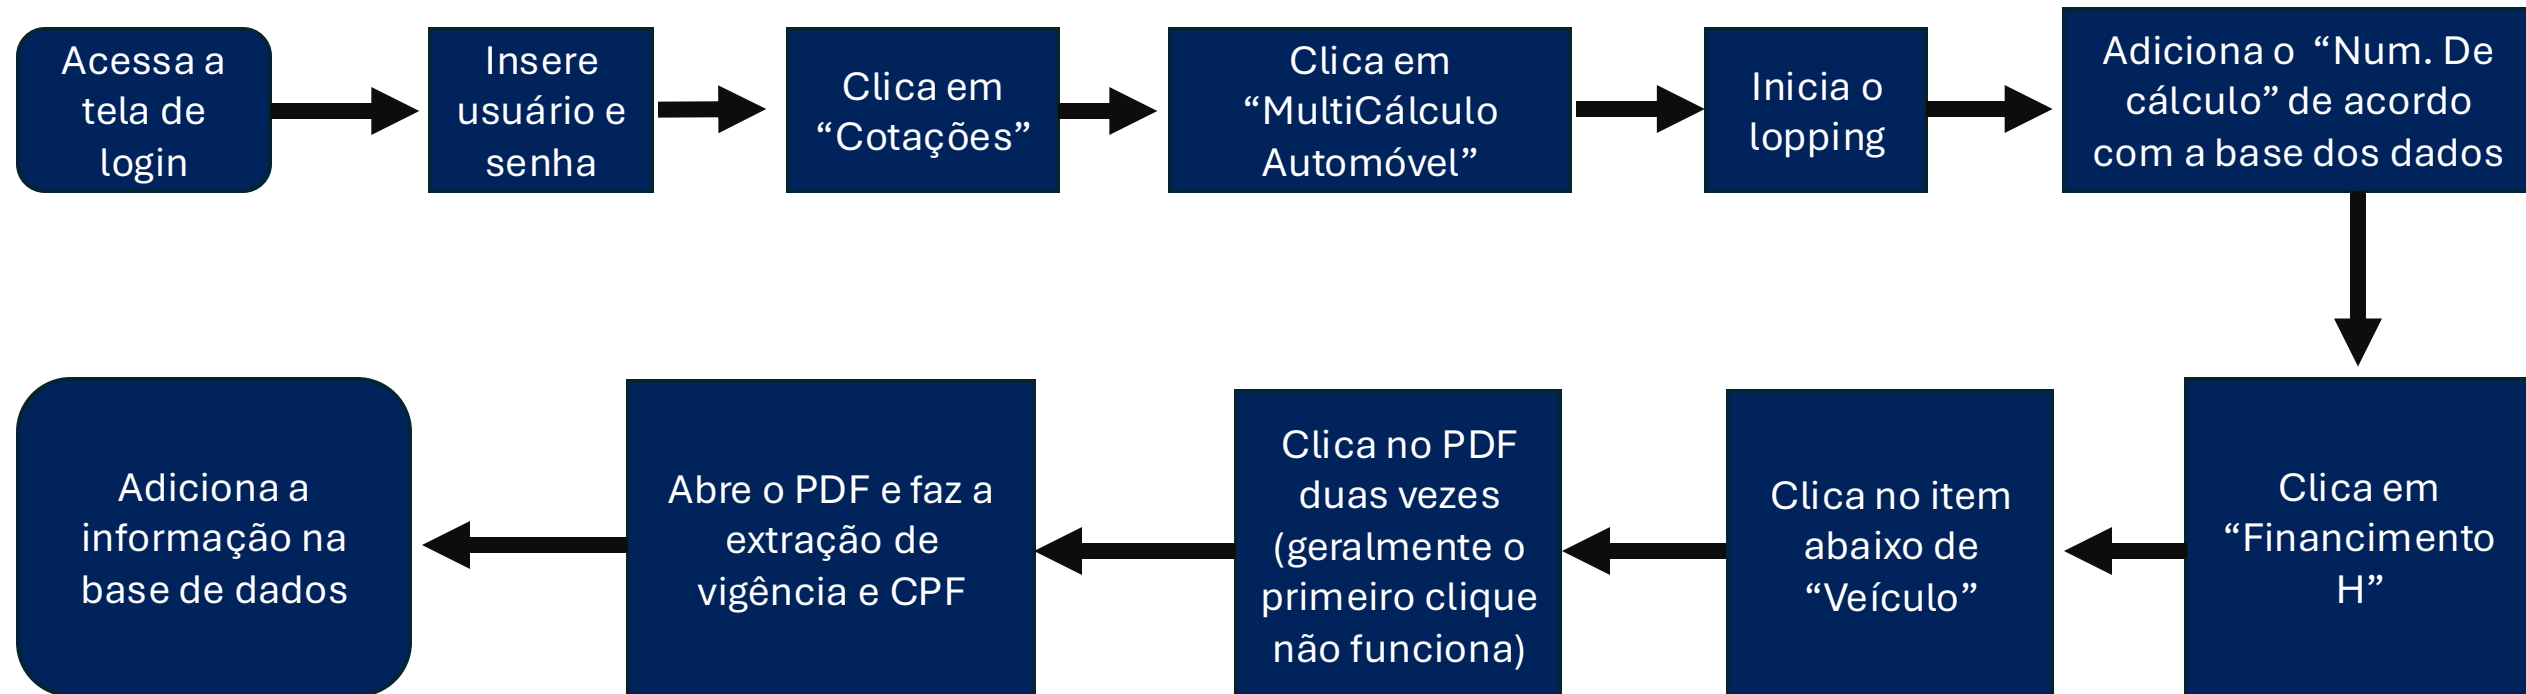 Acessa a
tela de
login
Insere
usuário e
senha
Clica em
“Cotações”
Clica em
“MultiCálculo
Automóvel”
Inicia o
lopping
Adiciona o “Num. De
cálculo” de acordo
com a base dos dados
Clica em
“Financimento
H”
Clica no item
abaixo de
“Veículo”
Clica no PDF
duas vezes
(geralmente o
primeiro clique
não funciona)
Abre o PDF e faz a
extração de
vigência e CPF
Adiciona a
informação na
base de dados